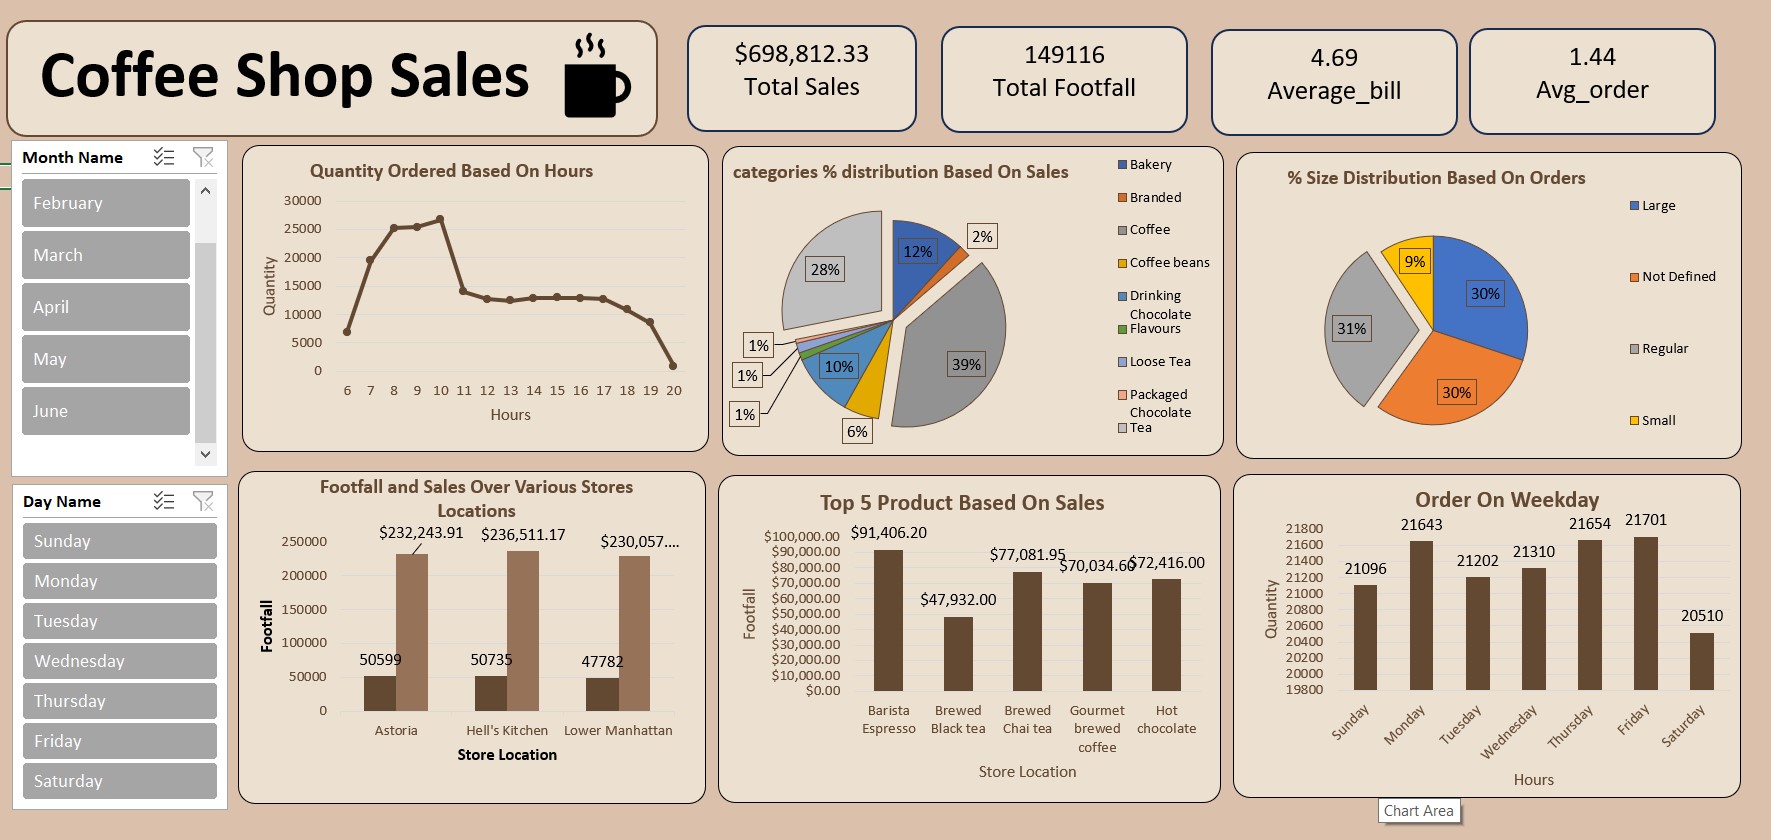 Coffee Shop Sales
$698,812.33
Total Sales
149116
Total Footfall
4.69
Average_bill
1.44
Avg_order
Month Name
February
March
April
May
June
Day Name
Sunday
Monday
Tuesday
Wednesday
Thursday
Friday
Saturday
Quantity Ordered Based On Hours
30000
25000
20000
15000
10000
5000
0
Quantity
6 7 8 9 10 11 12 13 14 15 16 17 18 19 20
Hours
categories % distribution Based On Sales
12%
2%
39%
6%
10%
1%
1%
1%
28%
Bakery
Branded
Coffee
Coffee beans
Drinking
Chocolate
Flavours
Loose Tea
Packaged
Chocolate
Tea
% Size Distribution Based On Orders
30%
30%
31%
9%
Large
Not Defined
Regular
Small
Footfall and Sales Over Various Stores
Locations
$232,243.91 $236,511.17 $230,057....
250000
200000
150000
100000
50000
0
Footfall
50599 50735 47782
Astoria Hell's Kitchen Lower Manhattan
Store Location
Top 5 Product Based On Sales
$100,000.00
$90,000.00
$80,000.00
$70,000.00
$60,000.00
$50,000.00
$40,000.00
$30,000.00
$20,000.00
$10,000.00
$0.00
Footfall
$91,406.20
$47,932.00
$77,081.95
$70,034.60
$72,416.00
Barista
Espresso
Brewed
Black tea
Brewed
Chai tea
Gourmet
brewed
coffee
Hot
chocolate
Store Location
Order On Weekday
21800
21600
21400
21200
21000
20800
20600
20400
20200
20000
19800
Quantity
21096
21643
21202
21310
21654
21701
20510
Sunday
Monday
Tuesday
Wednesday
Thursday
Friday
Saturday
Hours
Chart Area